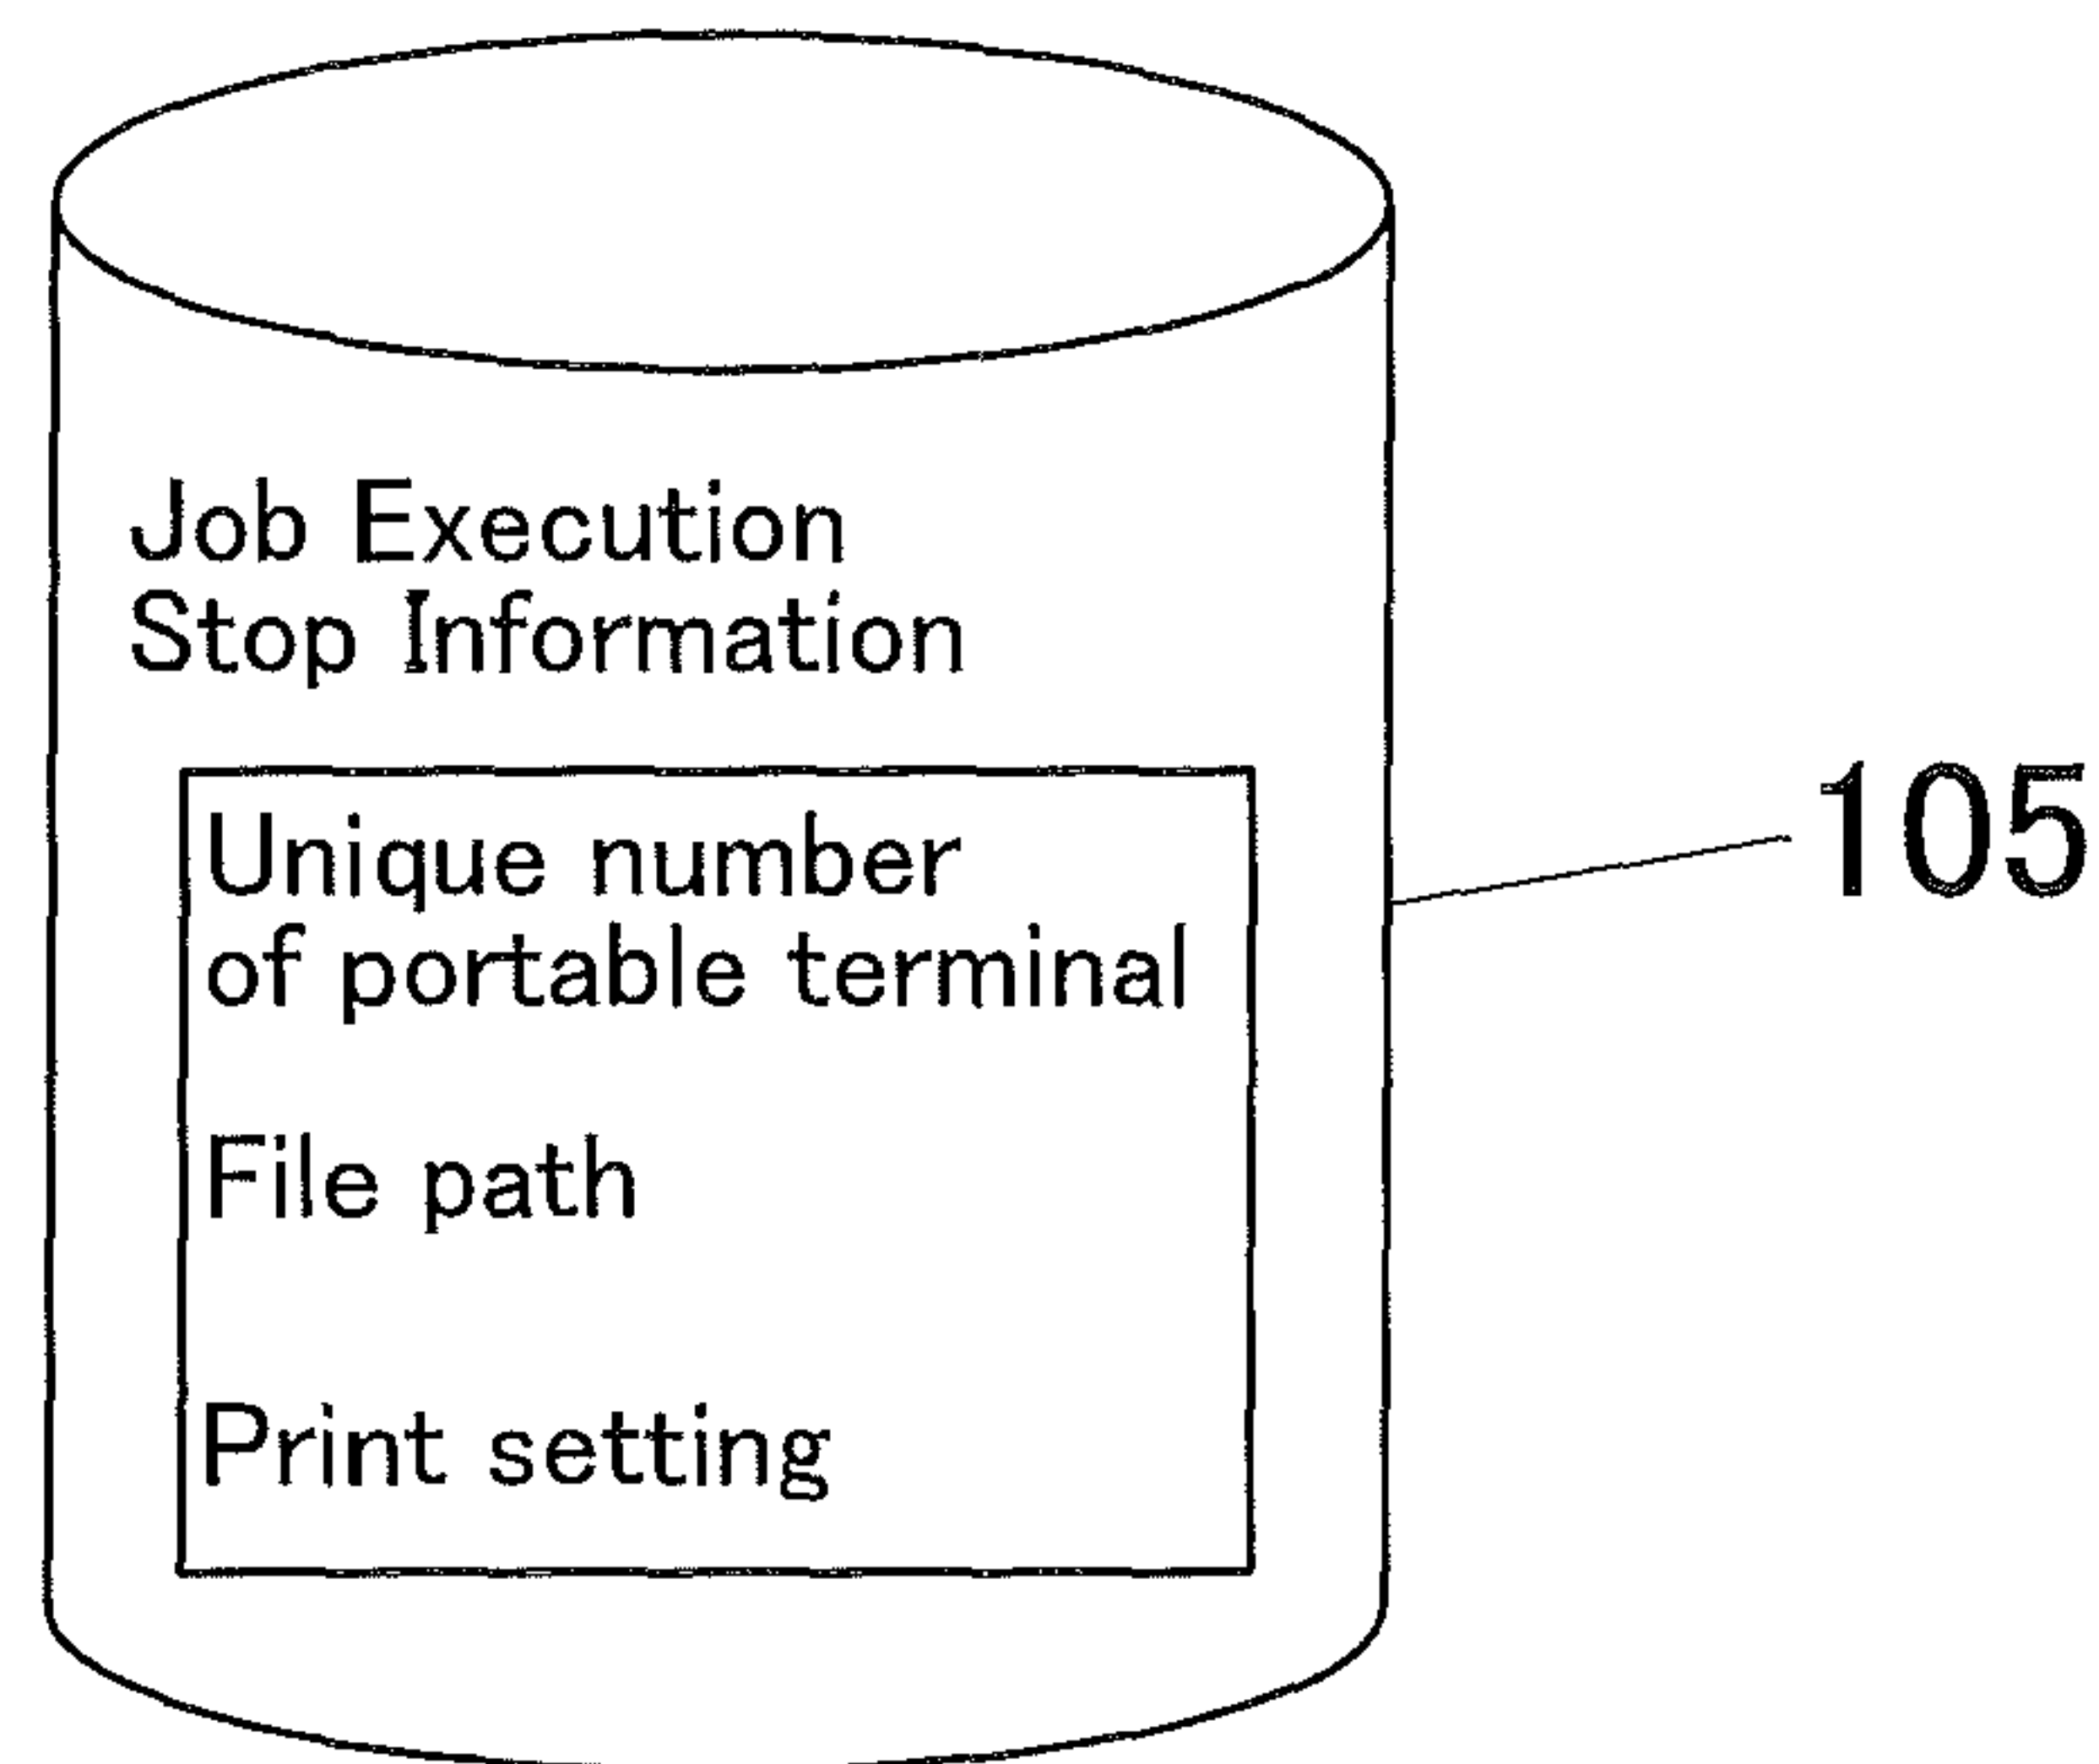 Job Execution
Stop Information
Unique number
of portable terminal
105
File path
Print setting